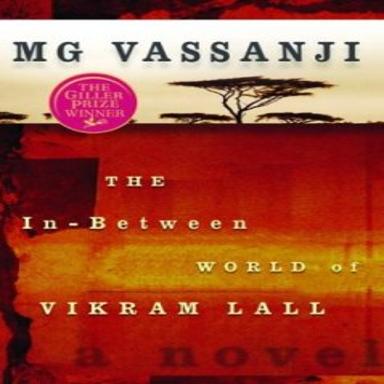 MG VASSANJI
THE
GILLER
PRIZE
WINNER
THE
In-Between
WORLD of
VIKRAM LALL
a novel